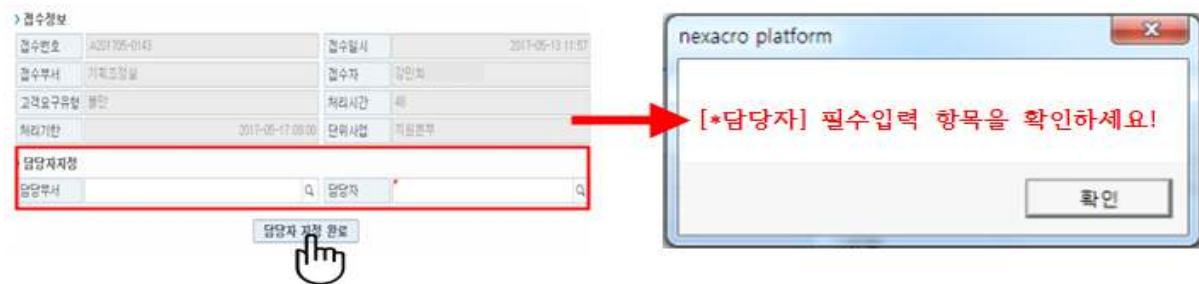 접수정보
접수번호 A201705-0143 접수일시 2017-05-13 11:57
접수부서 기획조정실 접수자
고객요구유형 불만 처리시간 48
처리기한 2017-05-17 09:00 단위사업 지원본부
담당자지정
담당부서 담당자 *
담당자 지정 완료
nexacro platform
[*담당자] 필수입력 항목을 확인하세요!
확인